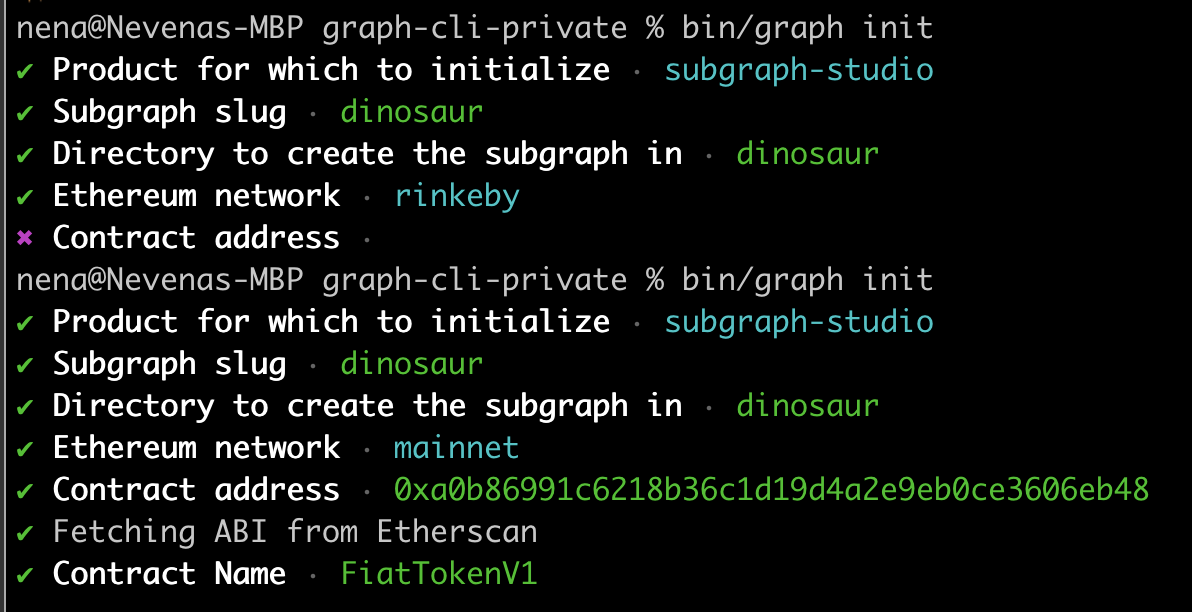 nena@Nevenas-MBP graph-cli-private % bin/graph init
✔ Product for which to initialize · subgraph-studio
✔ Subgraph slug · dinosaur
✔ Directory to create the subgraph in · dinosaur
✔ Ethereum network · rinkeby
✖ Contract address ·
nena@Nevenas-MBP graph-cli-private % bin/graph init
✔ Product for which to initialize · subgraph-studio
✔ Subgraph slug · dinosaur
✔ Directory to create the subgraph in · dinosaur
✔ Ethereum network · mainnet
✔ Contract address · 0xa0b86991c6218b36c1d19d4a2e9eb0ce3606eb48
✔ Fetching ABI from Etherscan
✔ Contract Name · FiatTokenV1